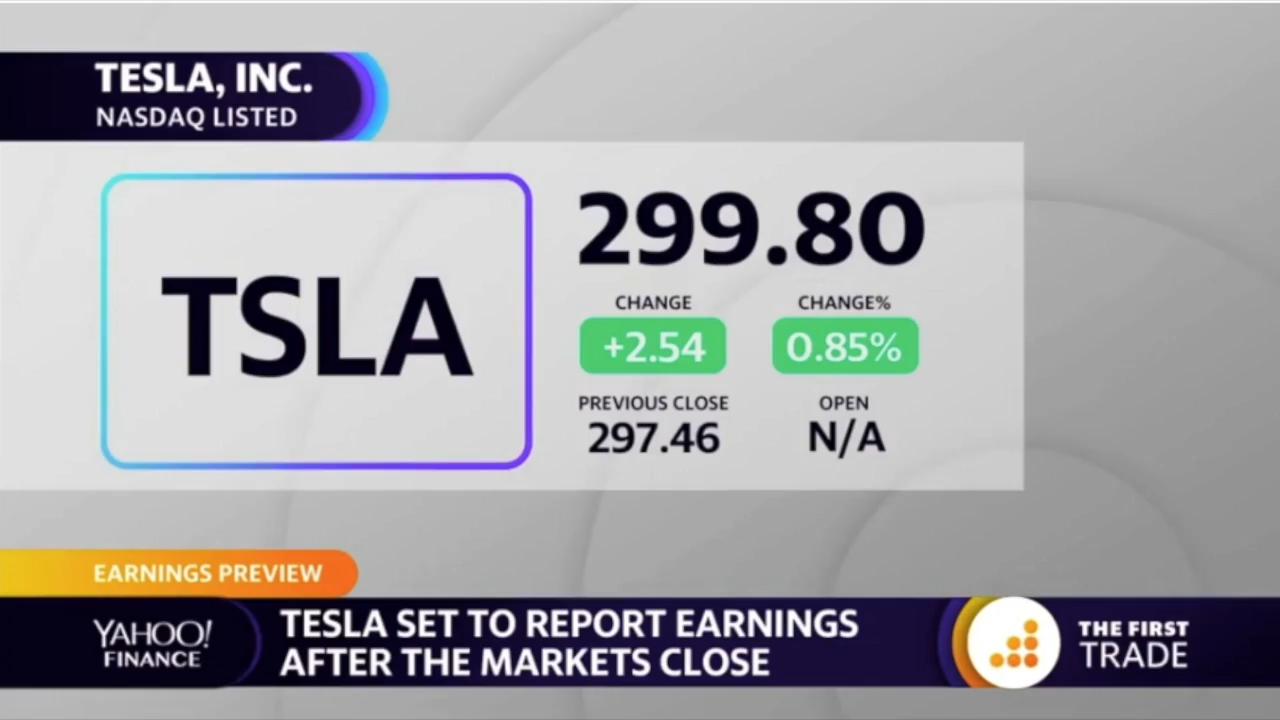 TESLA, INC.
NASDAQ LISTED
TSLA
299.80
CHANGE
+2.54
CHANGE%
0.85%
PREVIOUS CLOSE
297.46
OPEN
N/A
EARNINGS PREVIEW
YAHOO!
FINANCE
TESLA SET TO REPORT EARNINGS
AFTER THE MARKETS CLOSE
THE FIRST
TRADE